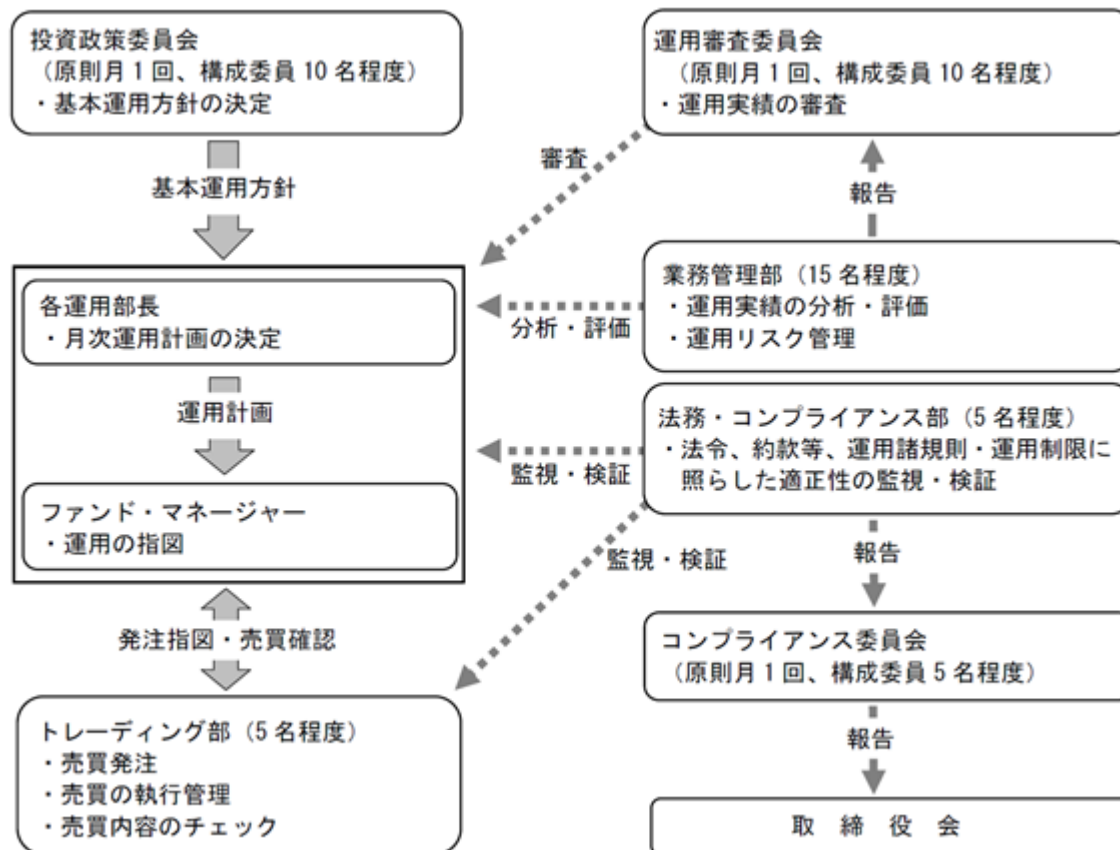 投資政策委員会
（原則月1回、構成委員10名程度）
・基本運用方針の決定
基本運用方針
各運用部長
・月次運用計画の決定
運用計画
ファンド・マネージャー
・運用の指図
発注指図・売買確認
トレーディング部（5名程度）
・売買発注
・売買の執行管理
・売買内容のチェック
運用審査委員会
（原則月1回、構成委員10名程度）
・運用実績の審査
審査
報告
業務管理部（15名程度）
・運用実績の分析・評価
・運用リスク管理
分析・評価
法務・コンプライアンス部（5名程度）
・法令、約款等、運用諸規則・運用制限に
照らした適正性の監視・検証
監視・検証
監視・検証
報告
コンプライアンス委員会
（原則月1回、構成委員5名程度）
報告
取締役会